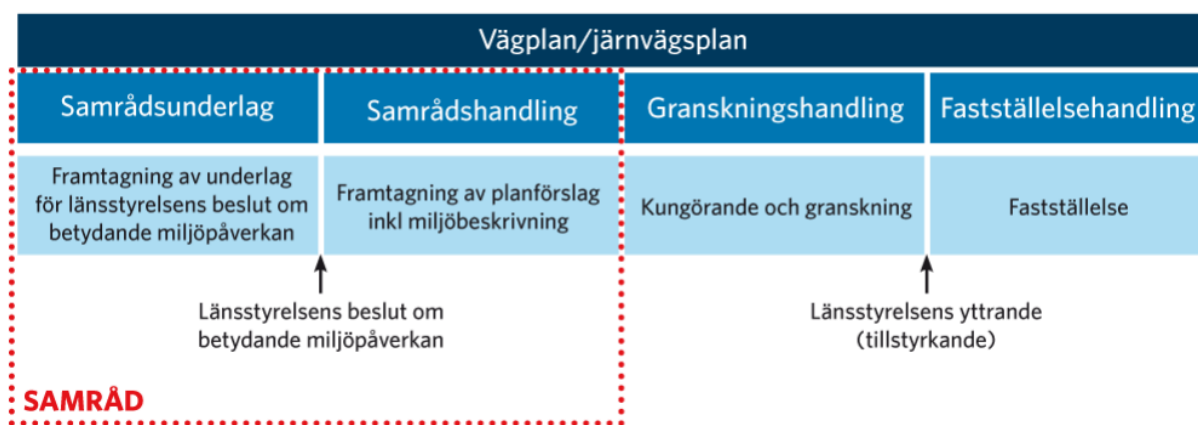 Vägplan/järnvägsplan
Samrådsunderlag
Samrådshandling
Granskningshandling
Fastställelsehandling
Framtagning av underlag
för länsstyrelsens beslut om
betydande miljöpåverkan
Framtagning av planförslag
inkl miljöbeskrivning
Kungörande och granskning
Fastställelse
Länsstyrelsens beslut om
betydande miljöpåverkan
Länsstyrelsens yttrande
(tillstyrkande)
SAMRÅD